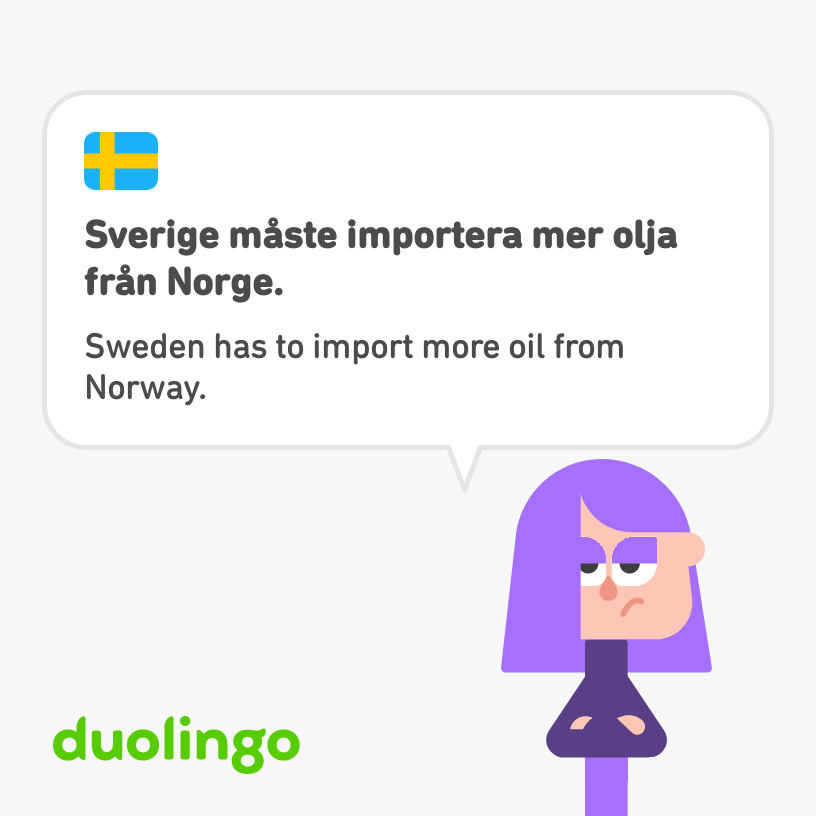 Sverige måste importera mer olja
från Norge.
Sweden has to import more oil from
Norway.
duolingo